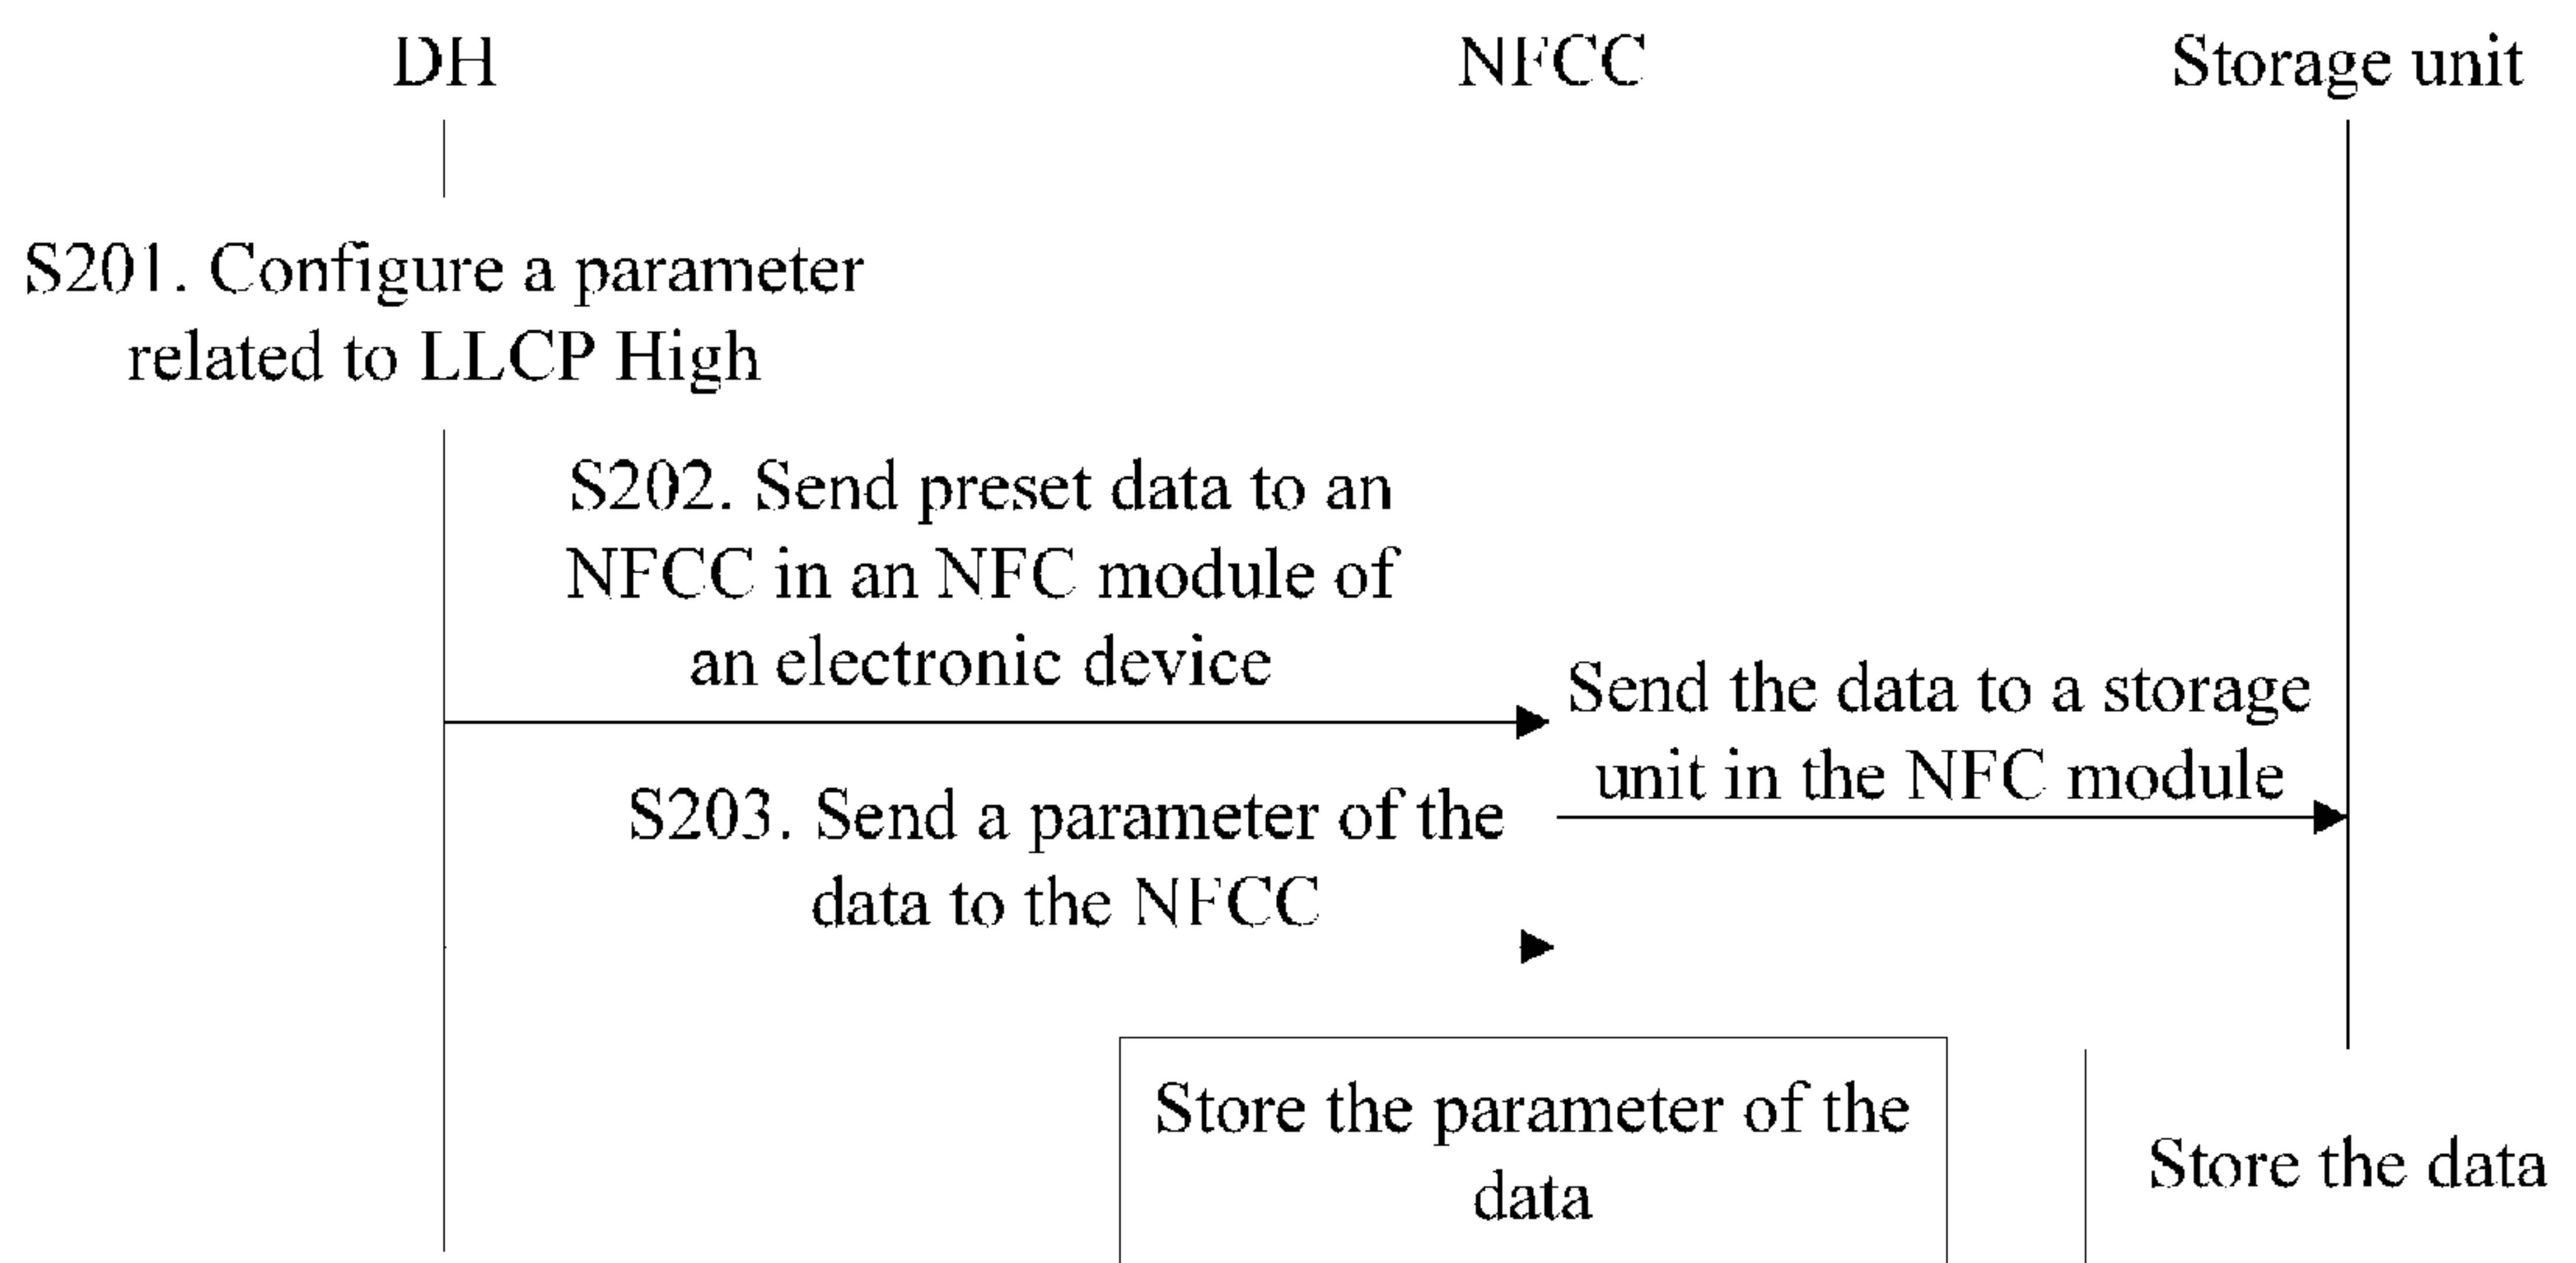 DH
NFCC
Storage unit
S201. Configure a parameter
related to LLCP High
S202. Send preset data to an
NFCC in an NFC module of
an electronic device
Send the data to a storage
unit in the NFC module
S203. Send a parameter of the
data to the NFCC
Store the parameter of the
data
Store the data